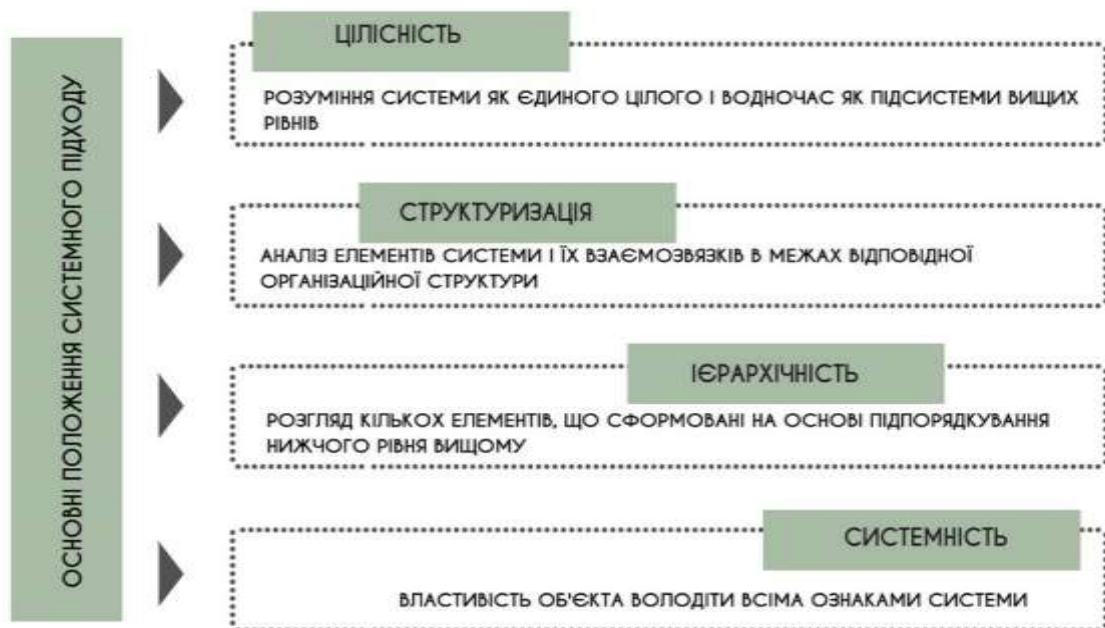 ОСНОВНІ ПОЛОЖЕННЯ СИСТЕМНОГО ПІДХОДУ
ЦІЛІСНІСТЬ
РОЗУМІННЯ СИСТЕМИ ЯК ЄДИНОГО ЦІЛОГО І ВОДНОЧАС ЯК ПІДСИСТЕМИ ВИЩИХ
РІВНІВ
СТРУКТУРИЗАЦІЯ
АНАЛІЗ ЕЛЕМЕНТІВ СИСТЕМИ І ЇХ ВЗАЄМОЗВЯЗКІВ В МЕЖАХ ВІДПОВІДНОЇ
ОРГАНІЗАЦІЙНОЇ СТРУКТУРИ
ІЄРАРХІЧНІСТЬ
РОЗГЛЯД КІЛЬКОХ ЕЛЕМЕНТІВ, ЩО СФОРМОВАНІ НА ОСНОВІ ПІДПОРЯДКУВАННЯ
НИЖЧОГО РІВНЯ ВИЩОМУ
СИСТЕМНІСТЬ
ВЛАСТИВІСТЬ ОБ'ЄКТА ВОЛОДІТИ ВСІМА ОЗНАКАМИ СИСТЕМИ